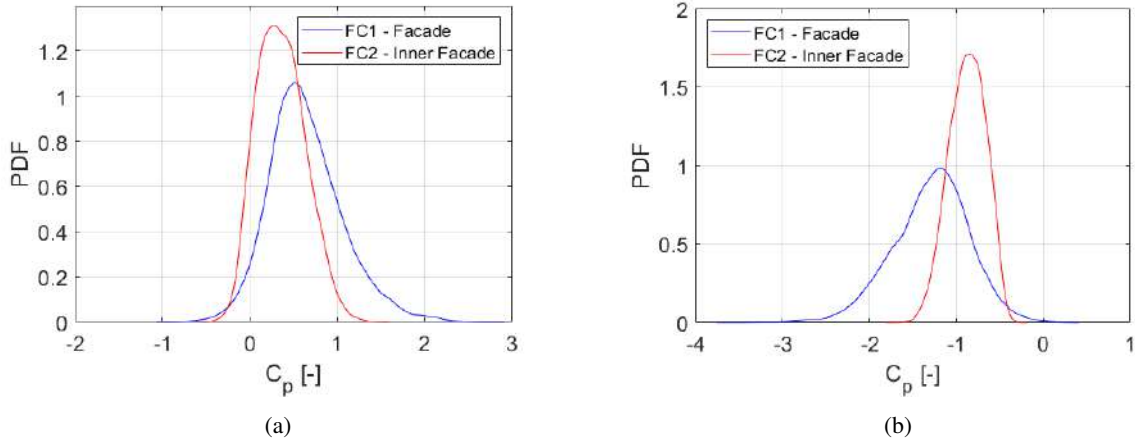 FC1 - Facade
FC2 - Inner Facade
1.2
1
0.8
0.6
0.4
0.2
0
PDF
-2 -1 0 1 2 3
C_p [-]
(a)
FC1 - Facade
FC2 - Inner Facade
2
1.5
1
0.5
0
PDF
-4 -3 -2 -1 0 1
C_p [-]
(b)